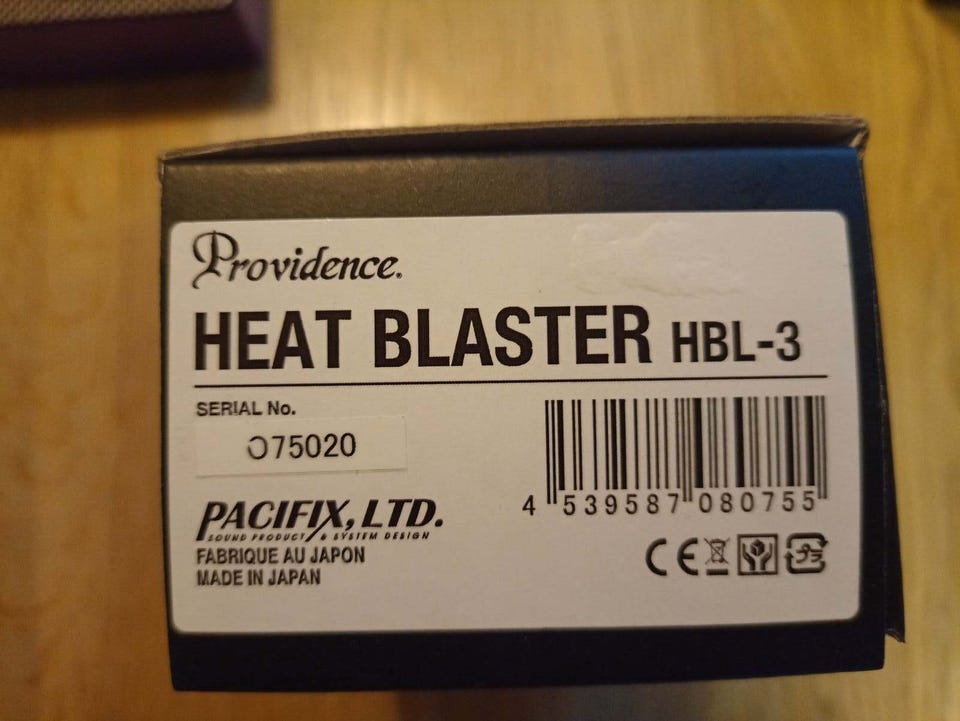 Providence.
HEAT BLASTER HBL-3
SERIAL No.
O75020
4 539587 080755
PACIFIX, LTD.
SOUND PRODUCT & SYSTEM DESIGN
FABRIQUE AU JAPON
MADE IN JAPAN
CE